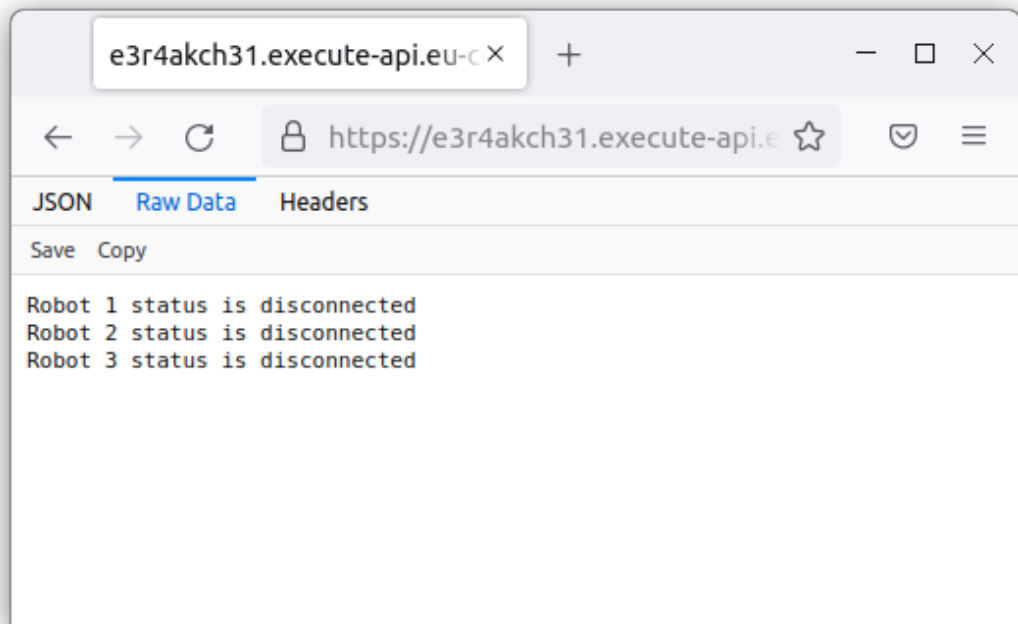 e3r4akch31.execute-api.eu-c
https://e3r4akch31.execute-api.e
JSON Raw Data Headers
Save Copy
Robot 1 status is disconnected
Robot 2 status is disconnected
Robot 3 status is disconnected